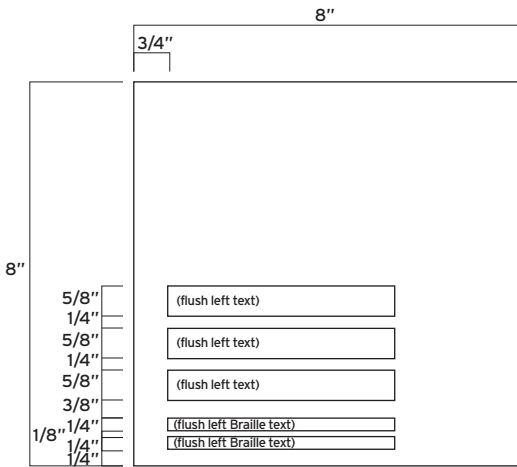 8"
3/4"
8"
5/8"
(flush left text)
1/4"
5/8"
(flush left text)
1/4"
5/8"
(flush left text)
3/8"
1/4"
(flush left Braille text)
1/8"
1/4"
(flush left Braille text)
1/4"